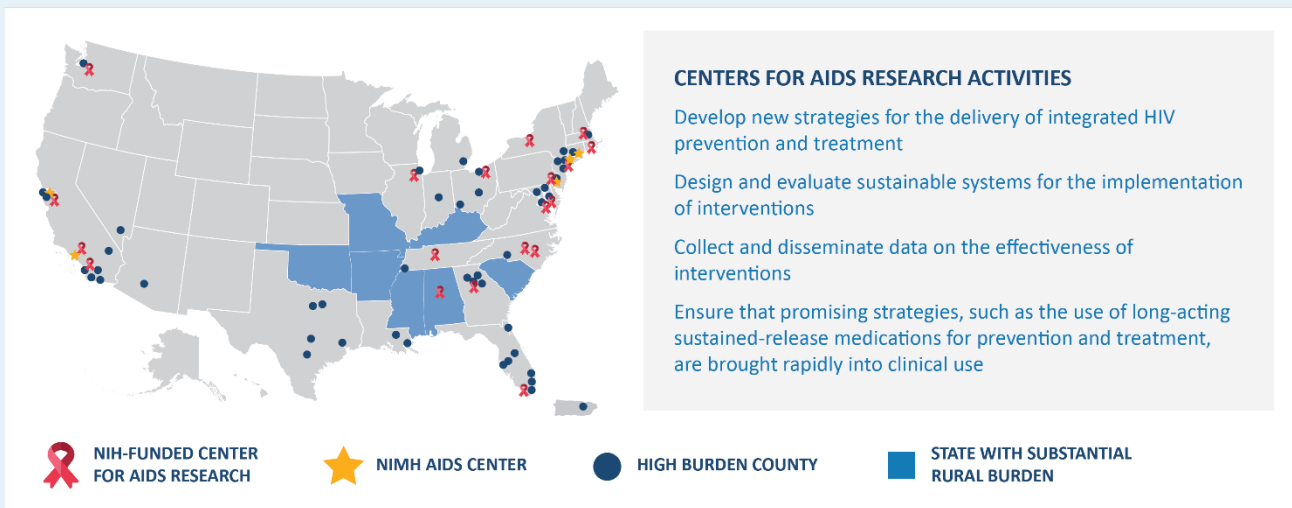 CENTERS FOR AIDS RESEARCH ACTIVITIES
Develop new strategies for the delivery of integrated HIV
prevention and treatment
Design and evaluate sustainable systems for the implementation
of interventions
Collect and disseminate data on the effectiveness of
interventions
Ensure that promising strategies, such as the use of long-acting
sustained-release medications for prevention and treatment,
are brought rapidly into clinical use
NIH-FUNDED CENTER
FOR AIDS RESEARCH
NIMH AIDS CENTER
HIGH BURDEN COUNTY
STATE WITH SUBSTANTIAL
RURAL BURDEN